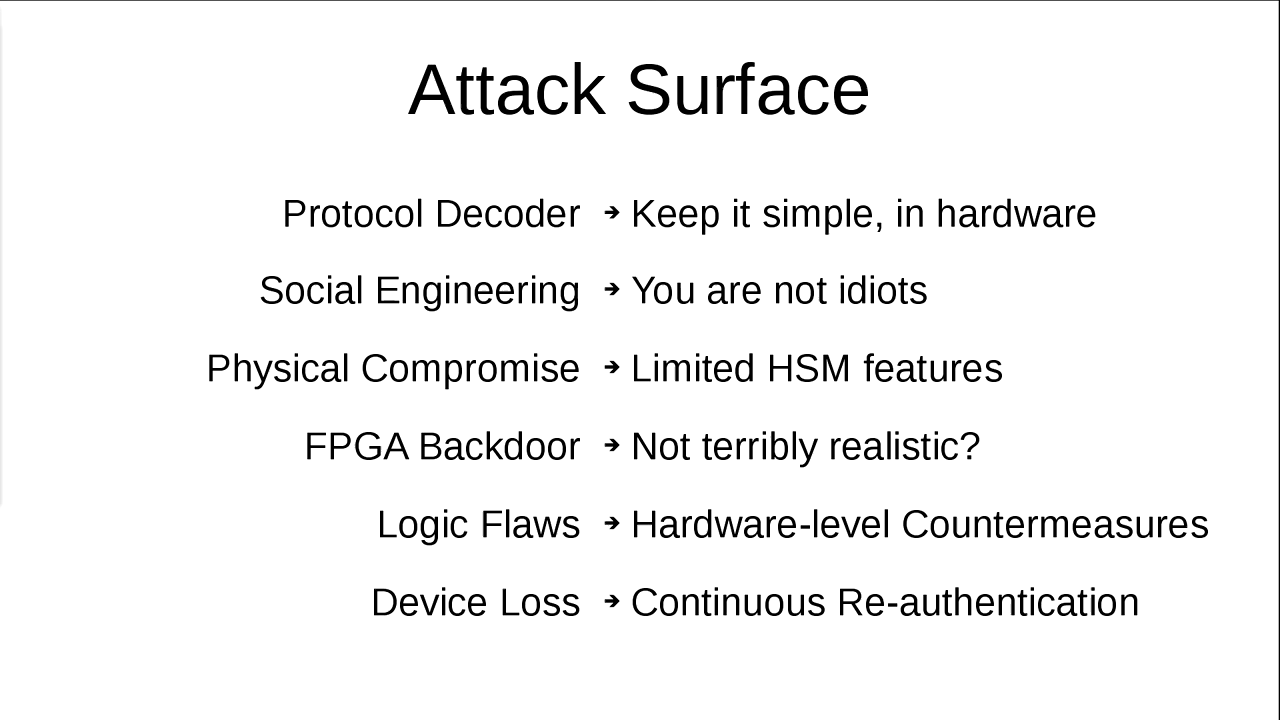 Attack Surface
Protocol Decoder ➔ Keep it simple, in hardware
Social Engineering ➔ You are not idiots
Physical Compromise ➔ Limited HSM features
FPGA Backdoor ➔ Not terribly realistic?
Logic Flaws ➔ Hardware-level Countermeasures
Device Loss ➔ Continuous Re-authentication